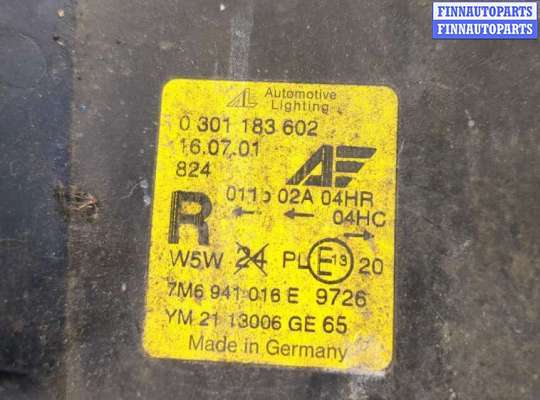 FINNAUTOPARTS
FINNAUTOPARTS
AL Automotive Lighting
0 301 183 602
16.07.01
824
R
02A 04HR
04HC
W5W 24 PL E 13 20
7M6 941 016 E 9726
YM 21 13006 GE 65
Made in Germany